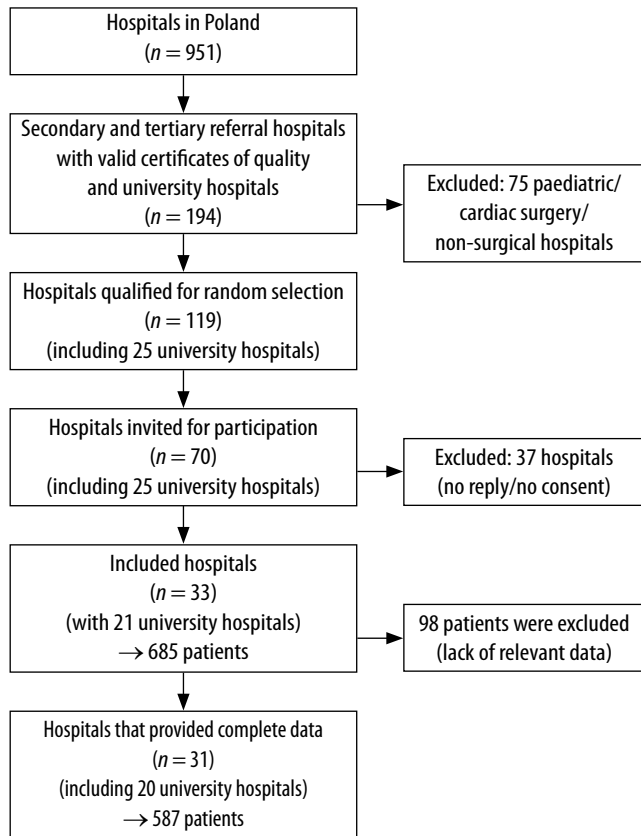 Hospitals in Poland
(n = 951)
Secondary and tertiary referral hospitals
with valid certificates of quality
and university hospitals
(n = 194)
Excluded: 75 paediatric/
cardiac surgery/
non-surgical hospitals
Hospitals qualified for random selection
(n = 119)
(including 25 university hospitals)
Hospitals invited for participation
(n = 70)
(including 25 university hospitals)
Excluded: 37 hospitals
(no reply/no consent)
Included hospitals
(n = 33)
(with 21 university hospitals)
→ 685 patients
98 patients were excluded
(lack of relevant data)
Hospitals that provided complete data
(n = 31)
(including 20 university hospitals)
→ 587 patients